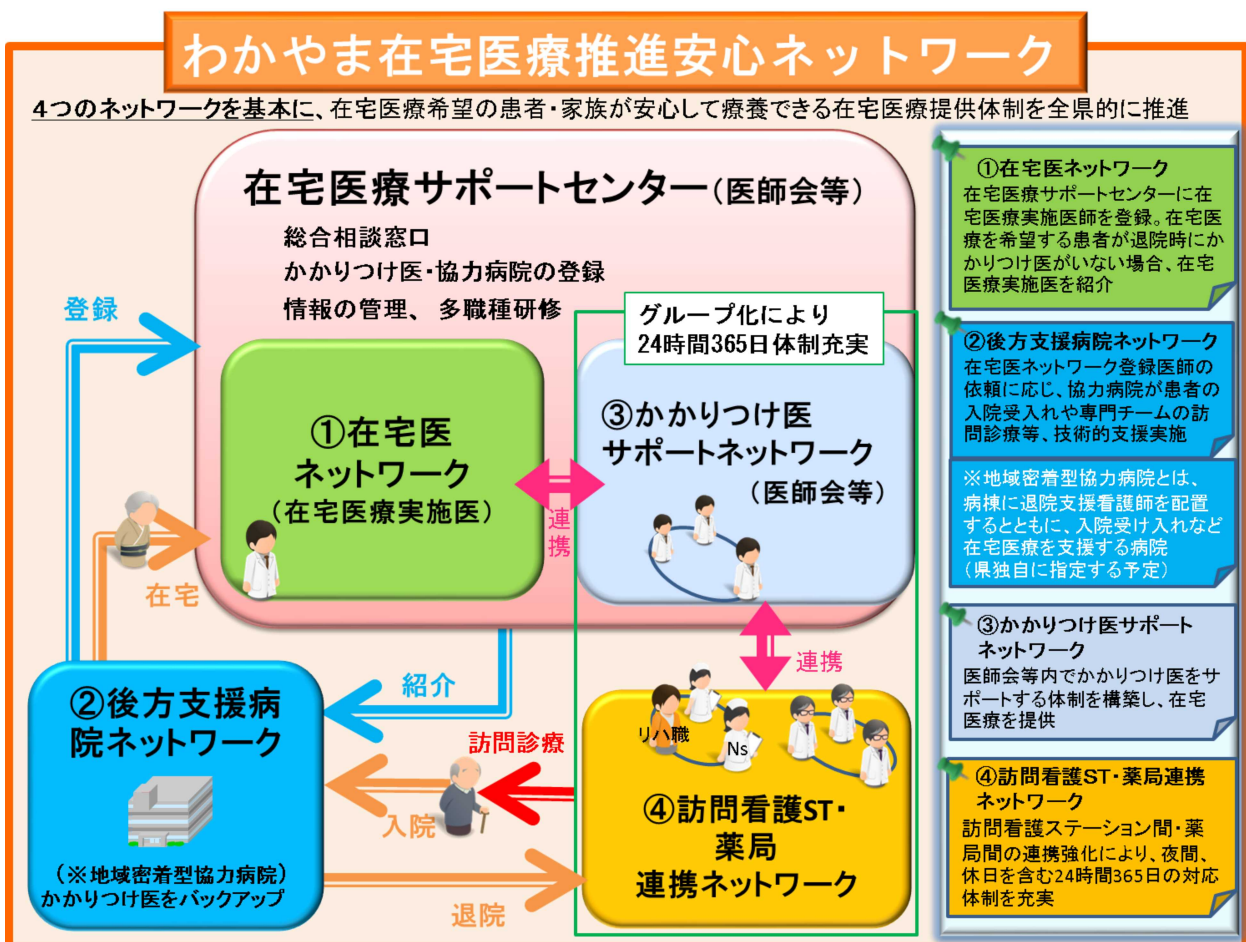 わかやま在宅医療推進安心ネットワーク
4つのネットワークを基本に、在宅医療希望の患者・家族が安心して療養できる在宅医療提供体制を全県的に推進
在宅医療サポートセンター(医師会等)
総合相談窓口
かかりつけ医・協力病院の登録
情報の管理、 多職種研修
グループ化により
24時間365日体制充実
登録
①在宅医
ネットワーク
(在宅医療実施医)
連携
③かかりつけ医
サポートネットワーク
(医師会等)
在宅
連携
紹介
②後方支援病
院ネットワーク
(※地域密着型協力病院)
かかりつけ医をバックアップ
訪問診療
入院
退院
リハ職
Ns
④訪問看護ST・
薬局
連携ネットワーク
①在宅医ネットワーク
在宅医療サポートセンターに在
宅医療実施医師を登録。在宅医
療を希望する患者が退院時にか
かりつけ医がいない場合、在宅
医療実施医を紹介
②後方支援病院ネットワーク
在宅医ネットワーク登録医師の
依頼に応じ、協力病院が患者の
入院受入れや専門チームの訪
問診療等、技術的支援実施
※地域密着型協力病院とは、
病棟に退院支援看護師を配置
するとともに、入院受け入れなど
在宅医療を支援する病院
(県独自に指定する予定)
③かかりつけ医サポート
ネットワーク
医師会等内でかかりつけ医をサ
ポートする体制を構築し、在宅
医療を提供
④訪問看護ST・薬局連携
ネットワーク
訪問看護ステーション間・薬
局間の連携強化により、夜間、
休日を含む24時間365日の対応
体制を充実